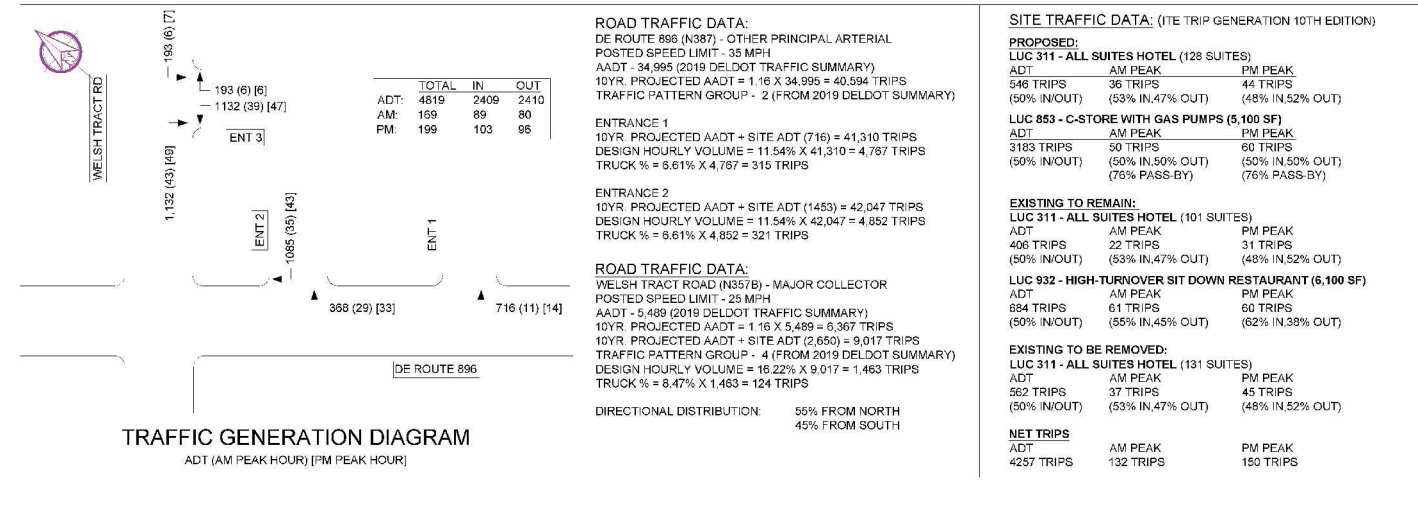 193 (6) [7]
WELSH TRACT RD
193 (6) [6]
1132 (39) [47]
ENT 3
1,132 (43) [49]
ENT 2
1085 (35) [43]
ENT 1
368 (29) [33]
716 (11) [14]
DE ROUTE 896
TOTAL IN OUT
ADT: 4819 2409 2410
AM: 169 89 80
PM: 199 103 96
TRAFFIC GENERATION DIAGRAM
ADT (AM PEAK HOUR) [PM PEAK HOUR]
ROAD TRAFFIC DATA:
DE ROUTE 896 (N387) - OTHER PRINCIPAL ARTERIAL
POSTED SPEED LIMIT - 35 MPH
AADT - 34,995 (2019 DELDOT TRAFFIC SUMMARY)
10YR. PROJECTED AADT = 1.16 X 34,995 = 40,594 TRIPS
TRAFFIC PATTERN GROUP - 2 (FROM 2019 DELDOT SUMMARY)
ENTRANCE 1
10YR. PROJECTED AADT + SITE ADT (716) = 41,310 TRIPS
DESIGN HOURLY VOLUME = 11.54% X 41,310 = 4,767 TRIPS
TRUCK % = 6.61% X 4,767 = 315 TRIPS
ENTRANCE 2
10YR. PROJECTED AADT + SITE ADT (1453) = 42,047 TRIPS
DESIGN HOURLY VOLUME = 11.54% X 42,047 = 4,852 TRIPS
TRUCK % = 6.61% X 4,852 = 321 TRIPS
ROAD TRAFFIC DATA:
WELSH TRACT ROAD (N357B) - MAJOR COLLECTOR
POSTED SPEED LIMIT - 25 MPH
AADT - 5,489 (2019 DELDOT TRAFFIC SUMMARY)
10YR. PROJECTED AADT = 1.16 X 5,489 = 6,367 TRIPS
10YR. PROJECTED AADT + SITE ADT (2,650) = 9,017 TRIPS
TRAFFIC PATTERN GROUP - 4 (FROM 2019 DELDOT SUMMARY)
DESIGN HOURLY VOLUME = 16.22% X 9,017 = 1,463 TRIPS
TRUCK % = 8.47% X 1,463 = 124 TRIPS
DIRECTIONAL DISTRIBUTION: 55% FROM NORTH
45% FROM SOUTH
SITE TRAFFIC DATA: (ITE TRIP GENERATION 10TH EDITION)
PROPOSED:
LUC 311 - ALL SUITES HOTEL (128 SUITES)
ADT AM PEAK PM PEAK
546 TRIPS 36 TRIPS 44 TRIPS
(50% IN/OUT) (53% IN,47% OUT) (48% IN,52% OUT)
LUC 853 - C-STORE WITH GAS PUMPS (5,100 SF)
ADT AM PEAK PM PEAK
3183 TRIPS 50 TRIPS 60 TRIPS
(50% IN/OUT) (50% IN,50% OUT) (50% IN,50% OUT)
(76% PASS-BY) (76% PASS-BY)
EXISTING TO REMAIN:
LUC 311 - ALL SUITES HOTEL (101 SUITES)
ADT AM PEAK PM PEAK
406 TRIPS 22 TRIPS 31 TRIPS
(50% IN/OUT) (53% IN,47% OUT) (48% IN,52% OUT)
LUC 932 - HIGH-TURNOVER SIT DOWN RESTAURANT (6,100 SF)
ADT AM PEAK PM PEAK
684 TRIPS 61 TRIPS 60 TRIPS
(50% IN/OUT) (55% IN,45% OUT) (62% IN,38% OUT)
EXISTING TO BE REMOVED:
LUC 311 - ALL SUITES HOTEL (131 SUITES)
ADT AM PEAK PM PEAK
562 TRIPS 37 TRIPS 45 TRIPS
(50% IN/OUT) (53% IN,47% OUT) (48% IN,52% OUT)
NET TRIPS
ADT AM PEAK PM PEAK
4257 TRIPS 132 TRIPS 150 TRIPS